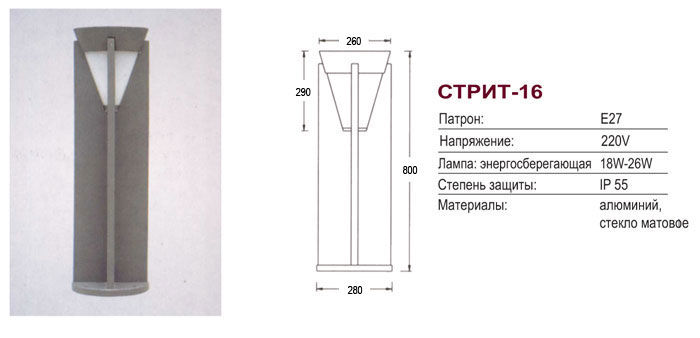 260
290
800
280
СТРИТ-16
Патрон: E27
Напряжение: 220V
Лампа: энергосберегающая 18W-26W
Степень защиты: IP 55
Материалы: алюминий,
стекло матовое